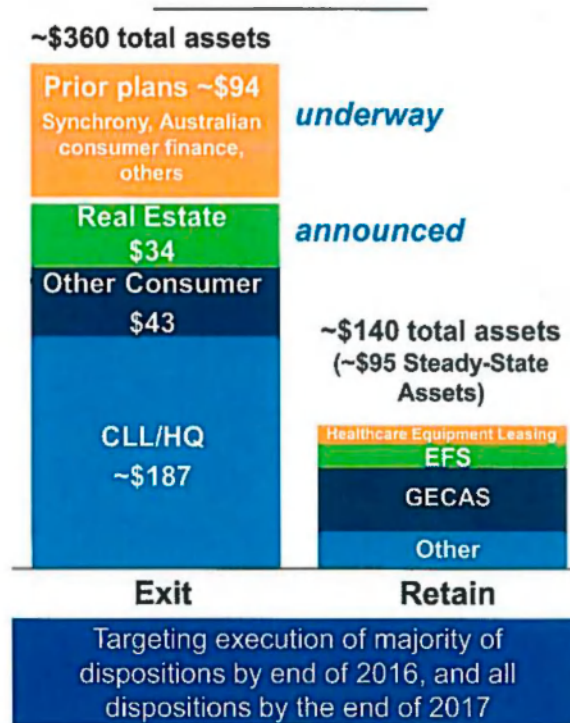 ~$360 total assets
Prior plans ~$94
Synchrony, Australian
consumer finance,
others
underway
Real Estate
$34
announced
Other Consumer
$43
CLL/HQ
~$187
~$140 total assets
(~$95 Steady-State
Assets)
Healthcare Equipment Leasing
EFS
GECAS
Other
Exit
Retain
Targeting execution of majority of
dispositions by end of 2016, and all
dispositions by the end of 2017